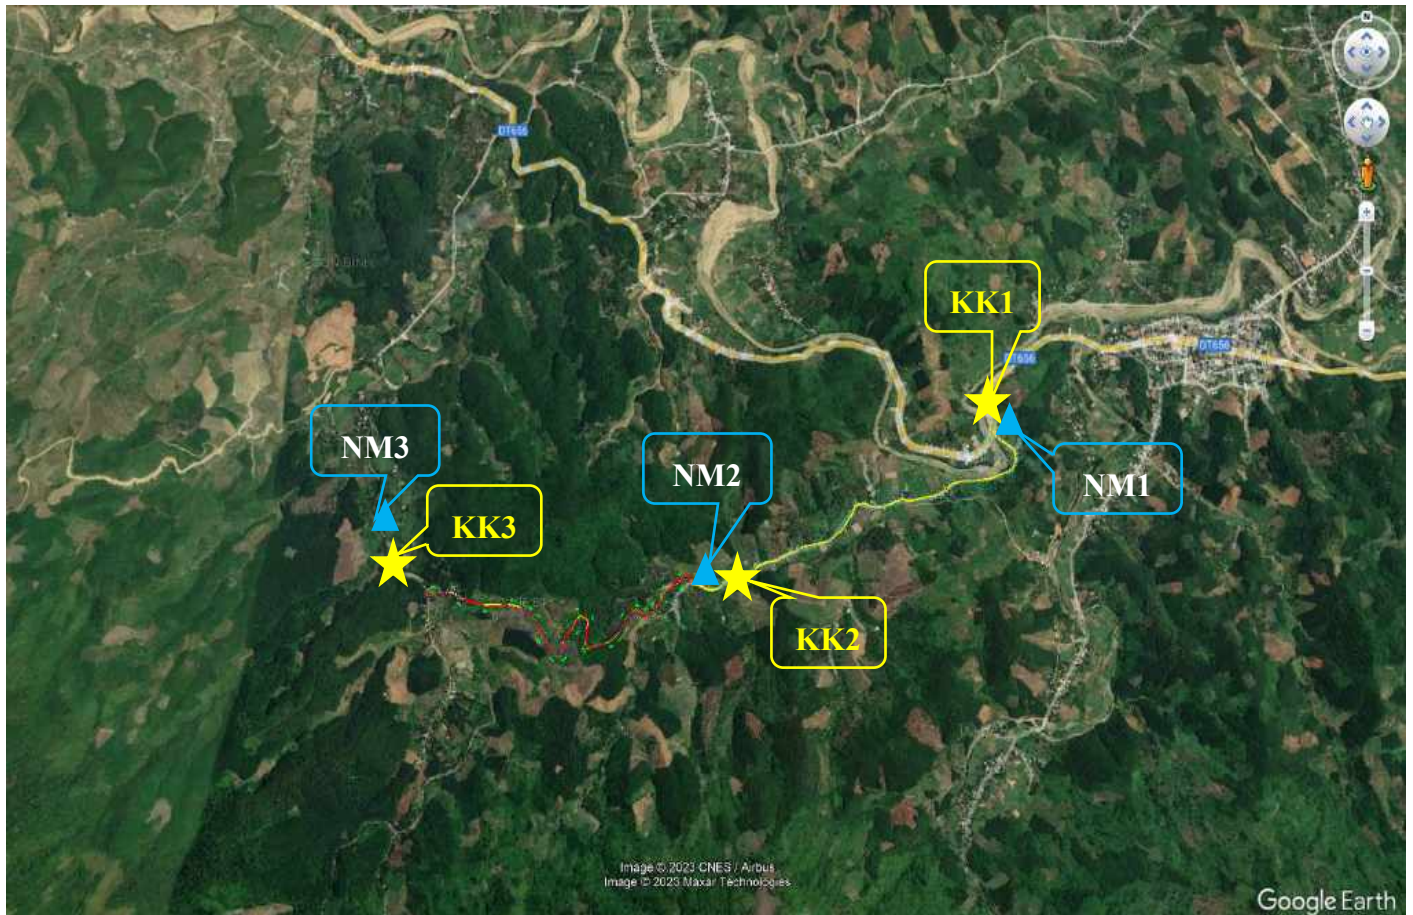 N
DT656
KK1
DT656
DT656
NM3
NM2
NM1
KK3
KK2
Image © 2023 CNES / Airbus
Image © 2023 Maxar Technologies
Google Earth